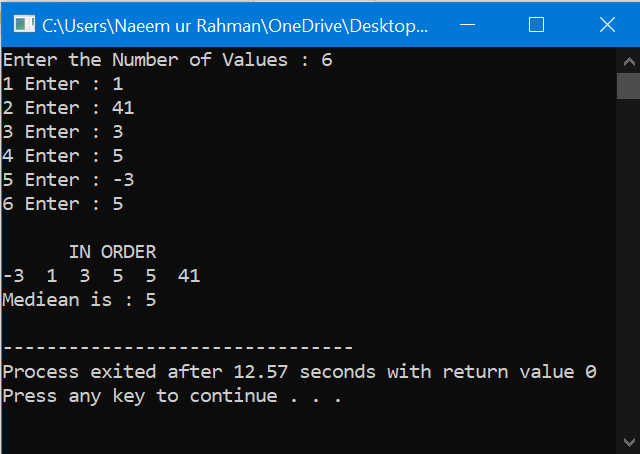 C:\Users\Naeem ur Rahman\OneDrive\Desktop...
Enter the Number of Values : 6
1 Enter : 1
2 Enter : 41
3 Enter : 3
4 Enter : 5
5 Enter : -3
6 Enter : 5
IN ORDER
-3  1  3  5  5  41
Mediean is : 5
--------------------------------
Process exited after 12.57 seconds with return value 0
Press any key to continue . . .